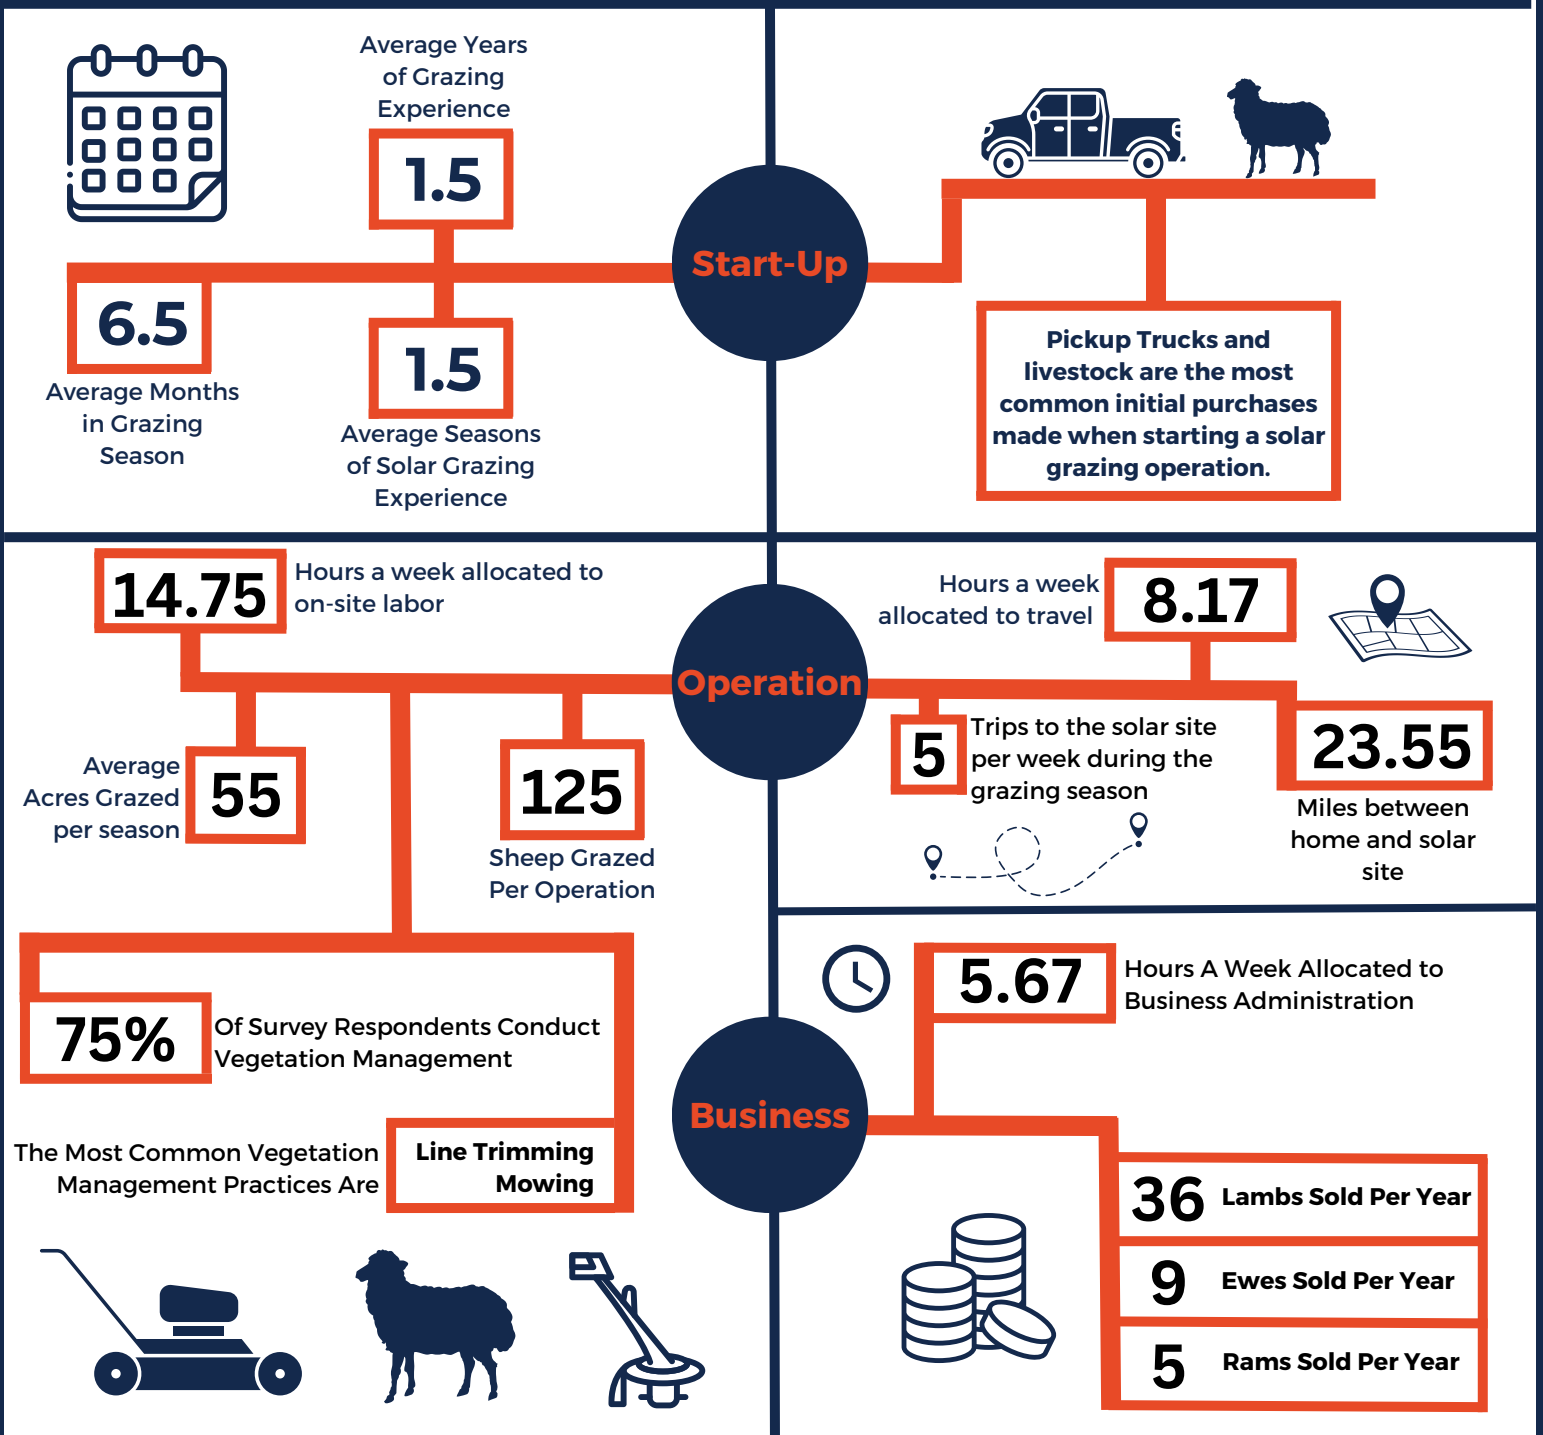 Average Years
of Grazing
Experience
1.5
6.5
Average Months
in Grazing
Season
1.5
Average Seasons
of Solar Grazing
Experience
Start-Up
Pickup Trucks and
livestock are the most
common initial purchases
made when starting a solar
grazing operation.
14.75
Hours a week allocated to
on-site labor
Average
Acres Grazed
per season
55
125
Sheep Grazed
Per Operation
Operation
Hours a week
allocated to travel
8.17
5
Trips to the solar site
per week during the
grazing season
23.55
Miles between
home and solar
site
75%
Of Survey Respondents Conduct
Vegetation Management
The Most Common Vegetation
Management Practices Are
Line Trimming
Mowing
Business
5.67
Hours A Week Allocated to
Business Administration
36 Lambs Sold Per Year
9 Ewes Sold Per Year
5 Rams Sold Per Year